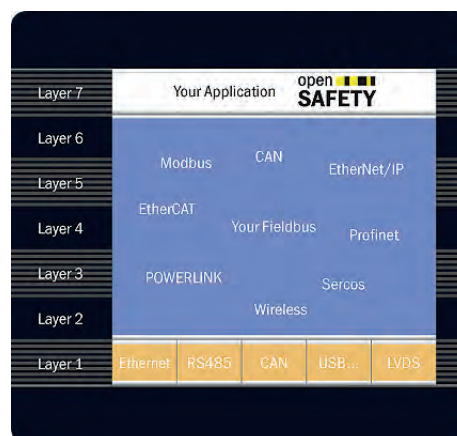 Layer 7
Your Application
open
SAFETY
Layer 6
Modbus
CAN
EtherNet/IP
Layer 5
EtherCAT
Layer 4
Your Fieldbus
Profinet
Layer 3
POWERLINK
Sercos
Layer 2
Wireless
Layer 1
Ethernet
RS485
CAN
USB...
LVDS